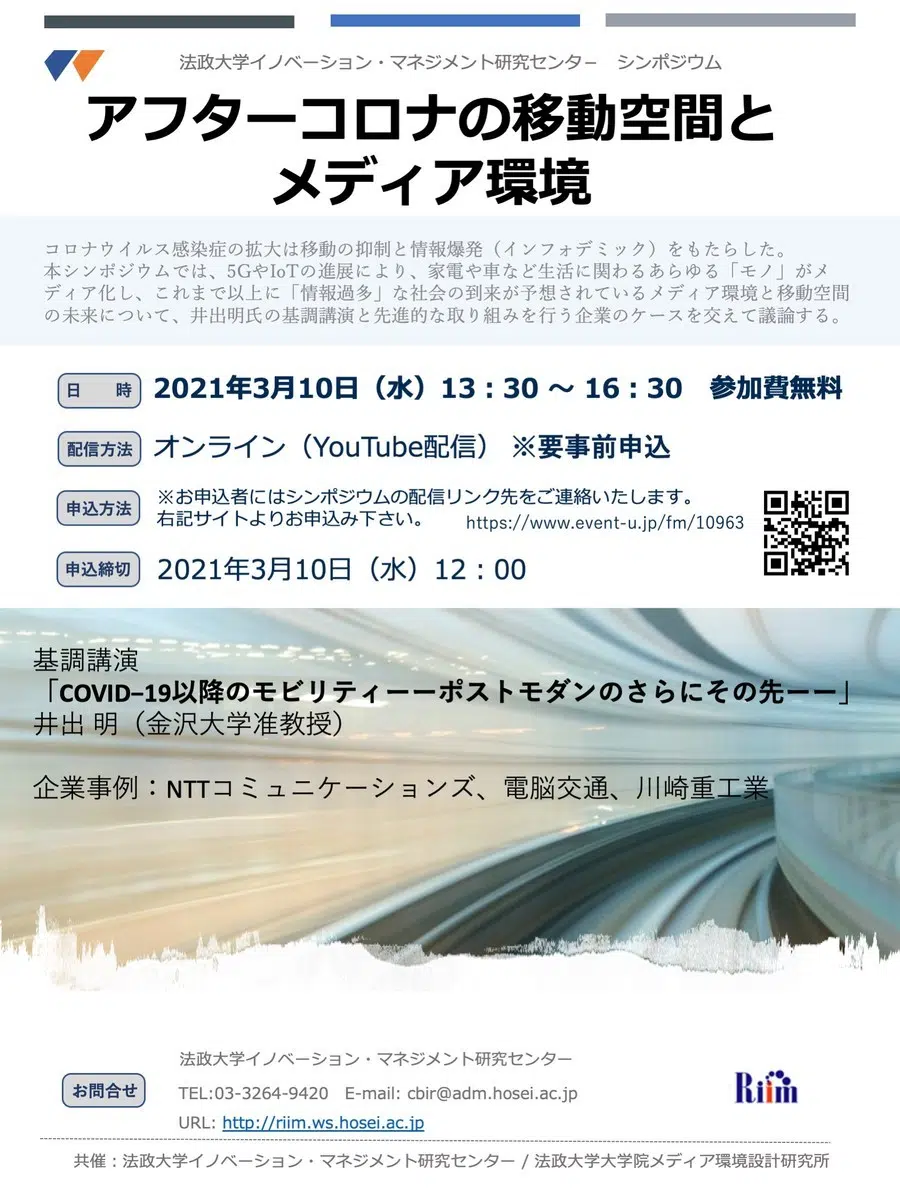 法政大学イノベーション・マネジメント研究センター　シンポジウム
アフターコロナの移動空間と
メディア環境
コロナウイルス感染症の拡大は移動の抑制と情報爆発（インフォデミック）をもたらした。
本シンポジウムでは、5GやIoTの進展により、家電や車など生活に関わるあらゆる「モノ」がメ
ディア化し、これまで以上に「情報過多」な社会の到来が予想されているメディア環境と移動空間
の未来について、井出明氏の基調講演と先進的な取り組みを行う企業のケースを交えて議論する。
日　時 2021年3月10日（水）13：30 ～ 16：30　参加費無料
配信方法 オンライン（YouTube配信） ※要事前申込
申込方法 ※お申込者にはシンポジウムの配信リンク先をご連絡いたします。
右記サイトよりお申込み下さい。 https://www.event-u.jp/fm/10963
申込締切 2021年3月10日（水）12：00
基調講演
「COVID–19以降のモビリティーーポストモダンのさらにその先ーー」
井出 明（金沢大学准教授）
企業事例：NTTコミュニケーションズ、電脳交通、川崎重工業
法政大学イノベーション・マネジメント研究センター
お問合せ TEL:03-3264-9420 E-mail: cbir@adm.hosei.ac.jp
URL: http://riim.ws.hosei.ac.jp
Riim
共催：法政大学イノベーション・マネジメント研究センター / 法政大学大学院メディア環境設計研究所